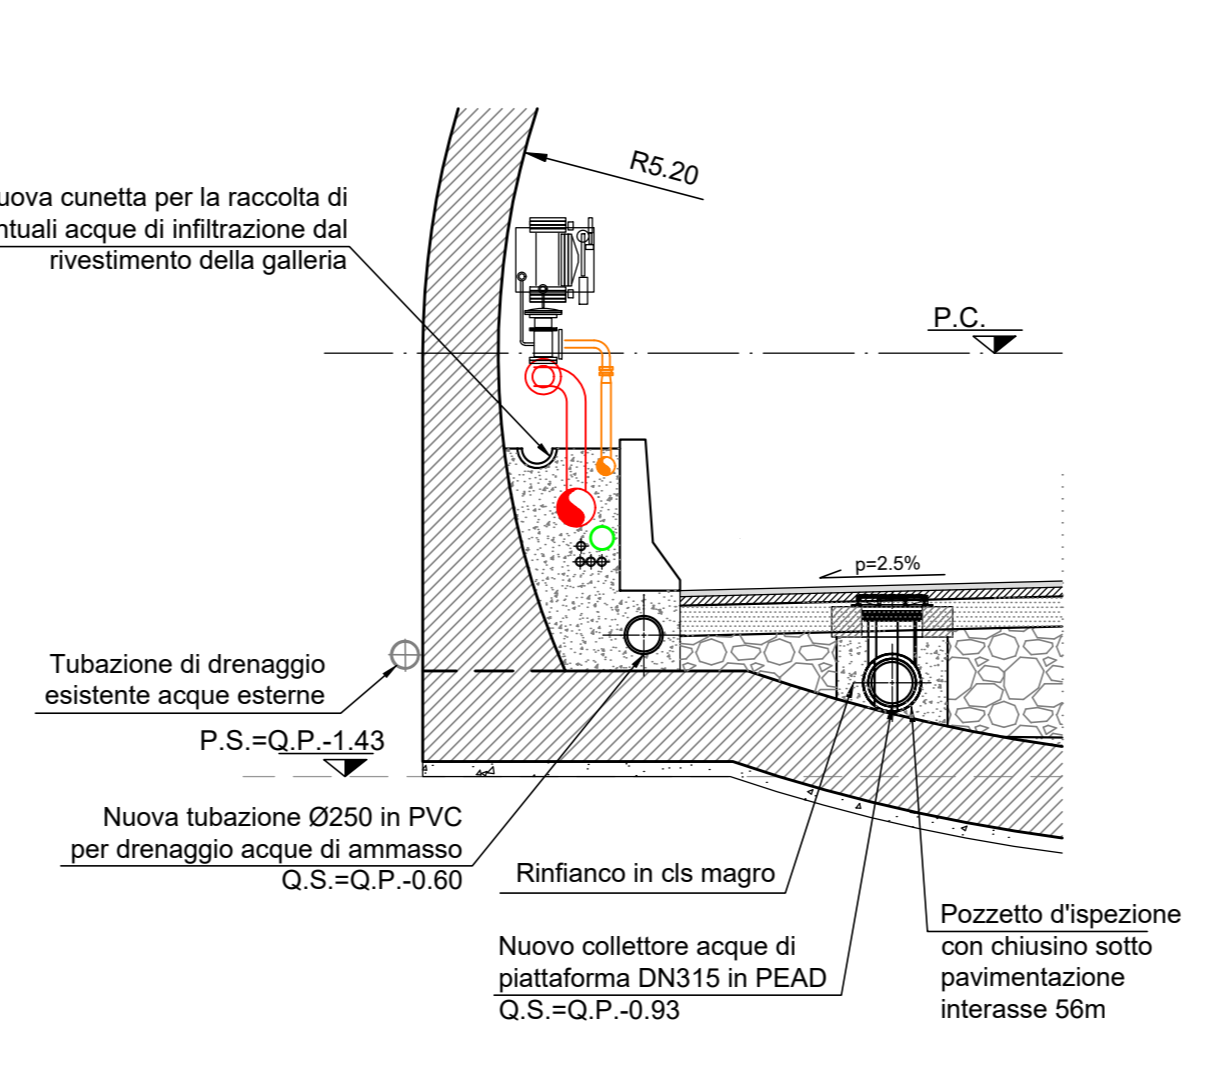 R5.20
uova cunetta per la raccolta di
ntuali acque di infiltrazione dal
rivestimento della galleria
P.C.
p=2.5%
Tubazione di drenaggio
esistente acque esterne
P.S.=Q.P.-1.43
Nuova tubazione Ø250 in PVC
per drenaggio acque di ammasso
Q.S.=Q.P.-0.60
Rinfianco in cls magro
Nuovo collettore acque di
piattaforma DN315 in PEAD
Q.S.=Q.P.-0.93
Pozzetto d'ispezione
con chiusino sotto
pavimentazione
interasse 56m